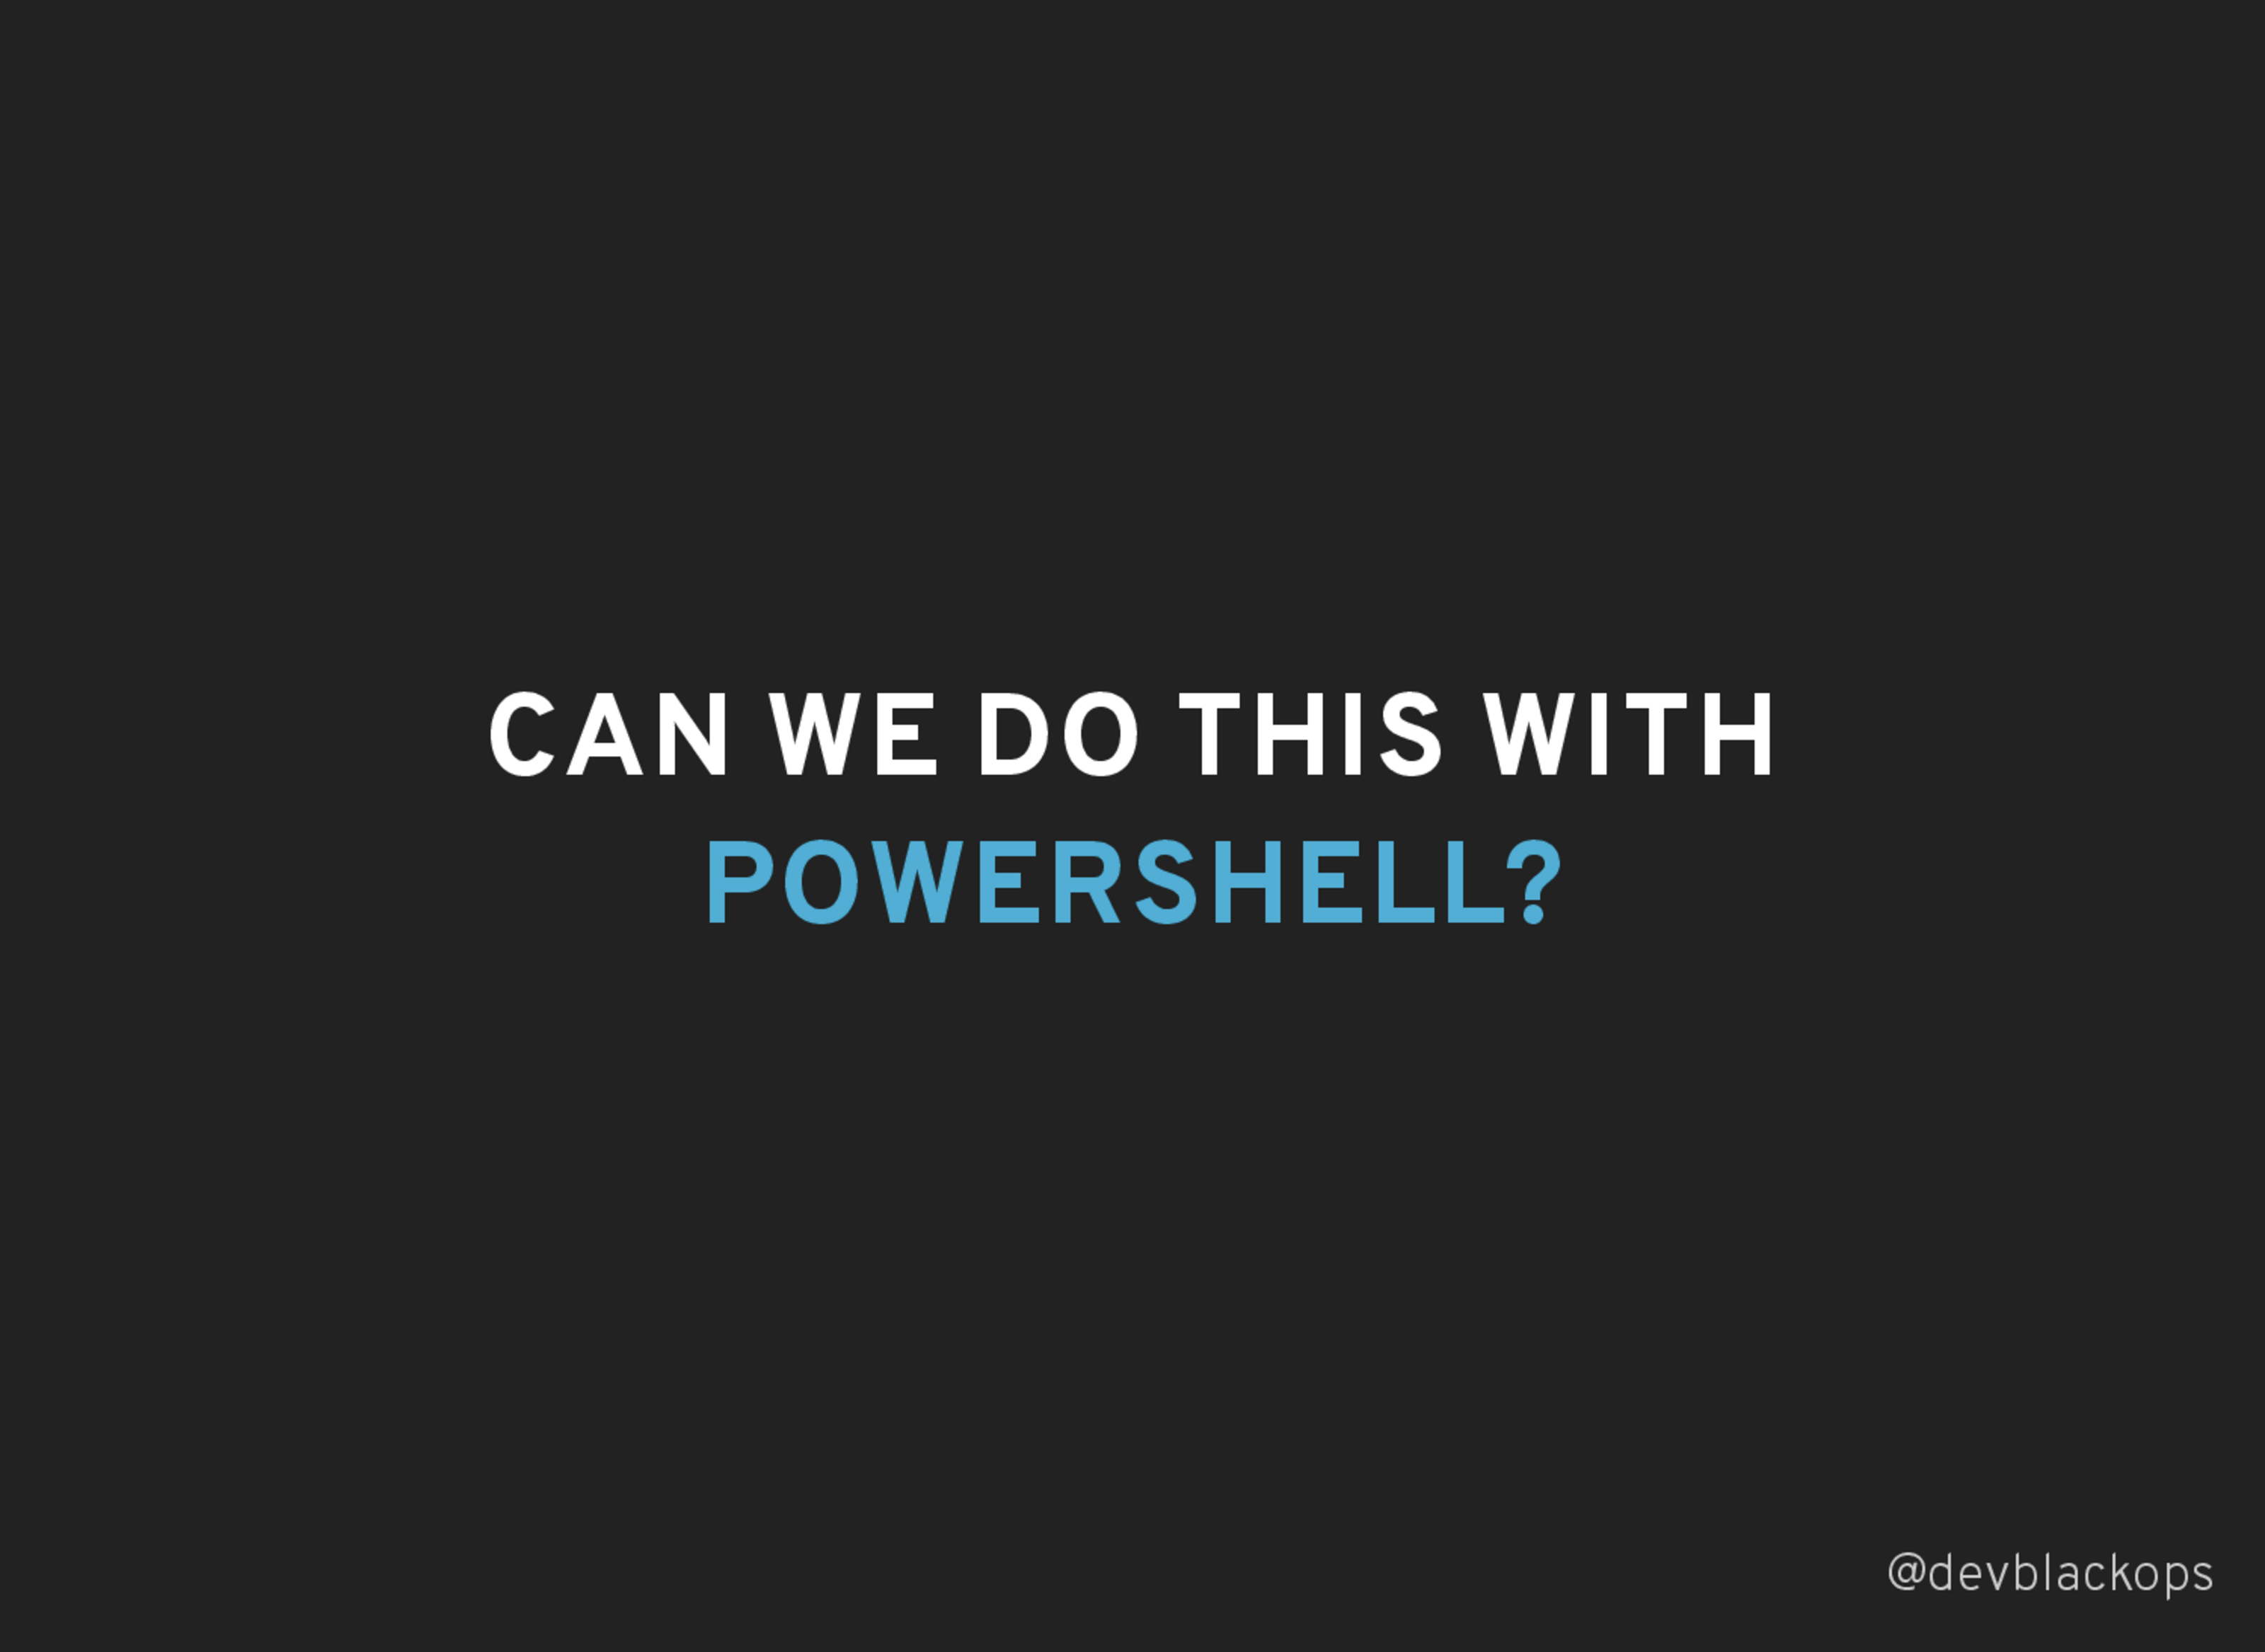 CAN WE DO THIS WITH
POWERSHELL?
@devblackops